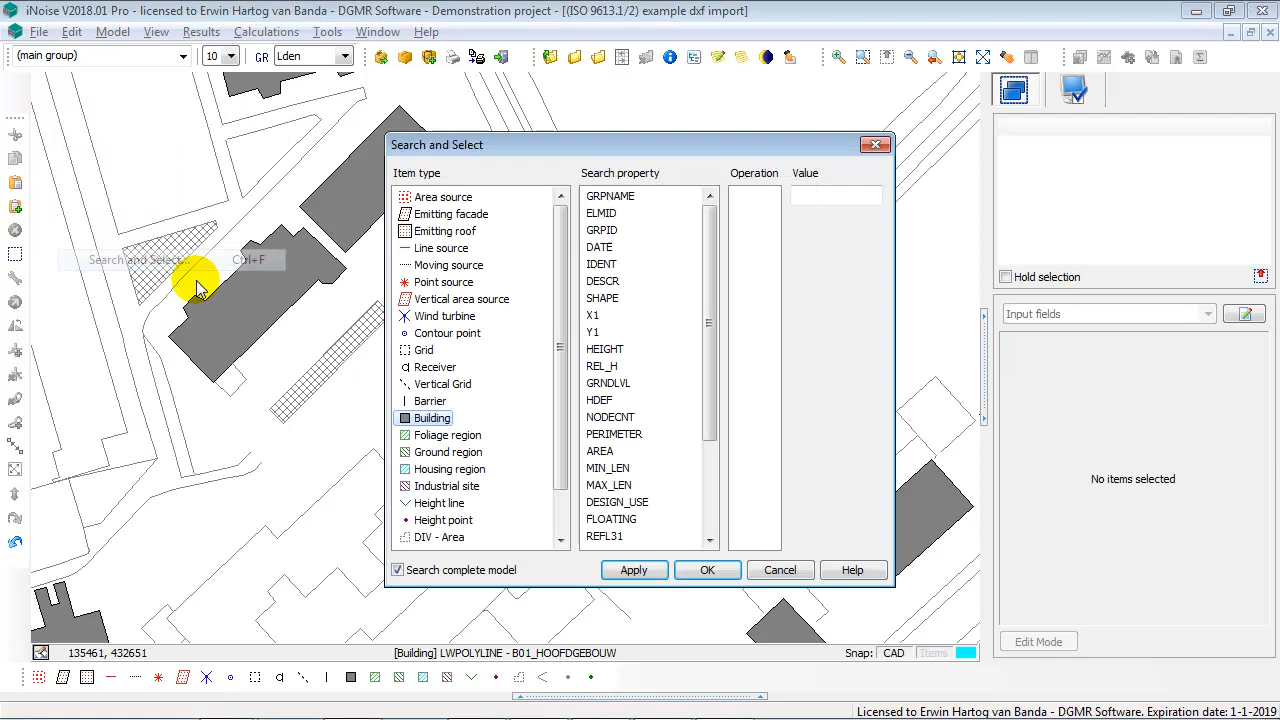 iNoise V2018.01 Pro - licensed to Erwin Hartog van Banda - DGMR Software - Demonstration project - [(ISO 9613.1/2) example dxf import]
File Edit Model View Results Calculations Tools Window Help
(main group) 10 GR Lden
Search and Select
Item type Search property Operation Value
Area source
Emitting facade
Emitting roof
Line source
Moving source
Point source
Vertical area source
Wind turbine
Contour point
Grid
Receiver
Vertical Grid
Barrier
Building
Foliage region
Ground region
Housing region
Industrial site
Height line
Height point
DIV - Area
GRPNAME
ELMID
GRPID
DATE
IDENT
DESCR
SHAPE
X1
Y1
HEIGHT
REL_H
GRNDLVL
HDEF
NODECNT
PERIMETER
AREA
MIN_LEN
MAX_LEN
DESIGN_USE
FLOATING
REFL31
Search complete model Apply OK Cancel Help
Search and Select... Ctrl+F
Hold selection
Input fields
No items selected
Edit Mode
135461, 432651 [Building] LWPOLYLINE - B01_HOOFDGEBOUW Snap: CAD Items
Licensed to Erwin Hartog van Banda - DGMR Software. Expiration date: 1-1-2019